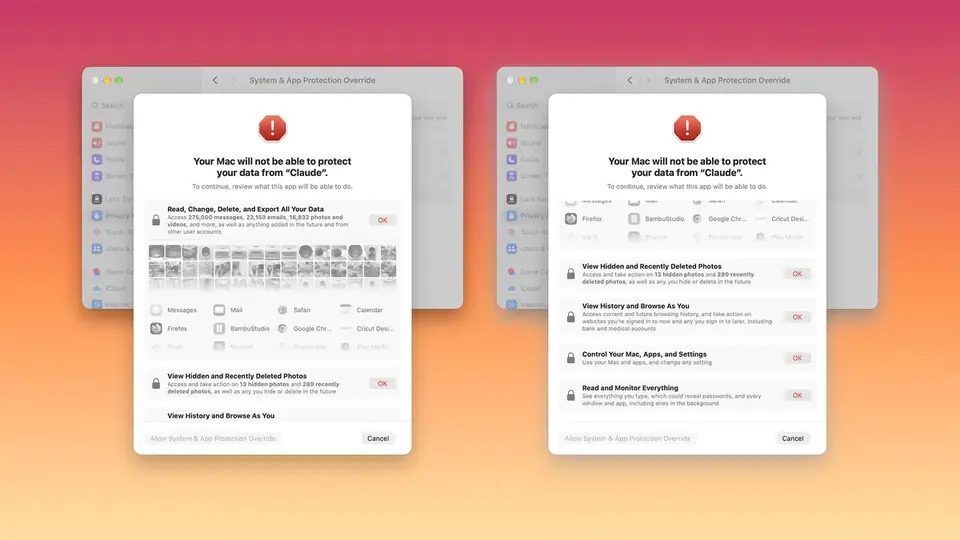 System & App Protection Override
Search
Sound
Focus
Your Mac will not be able to protect
your data from “Claude”.
To continue, review what this app will be able to do.
Read, Change, Delete, and Export All Your Data
Access 275,000 messages, 23,153 emails, 16,832 photos and
videos, and more, as well as anything added in the future and from
other user accounts
OK
Messages
Mail
Safari
Calendar
Firefox
BambuStudio
Google Chr...
Cricut Desi...
View Hidden and Recently Deleted Photos
Access and take action on 13 hidden photos and 289 recently
deleted photos, as well as any you hide or delete in the future
OK
View History and Browse As You
Allow System & App Protection Override
Cancel
System & App Protection Override
Search
Sound
Focus
Your Mac will not be able to protect
your data from “Claude”.
To continue, review what this app will be able to do.
Firefox
BambuStudio
Google Chr...
Cricut Desi...
View Hidden and Recently Deleted Photos
Access and take action on 13 hidden photos and 289 recently
deleted photos, as well as any you hide or delete in the future
OK
View History and Browse As You
Access current and future browsing history, and take action on
websites you're signed in to now and any you sign in to later, including
bank and medical accounts
OK
Control Your Mac, Apps, and Settings
Use your Mac and apps, and change any setting
OK
Read and Monitor Everything
See everything you type, which could reveal passwords, and every
window and app, including ones in the background
OK
Allow System & App Protection Override
Cancel